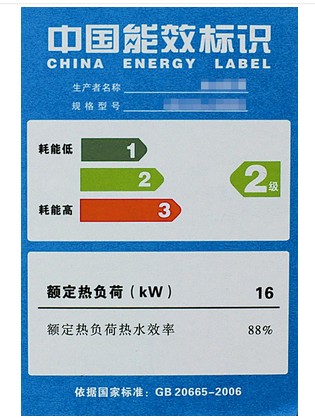 中国能效标识
CHINA ENERGY LABEL
生产者名称
规格型号
耗能低
1
2
2级
耗能高
3
额定热负荷（kW） 16
额定热负荷热水效率 88%
依据国家标准：GB 20665-2006